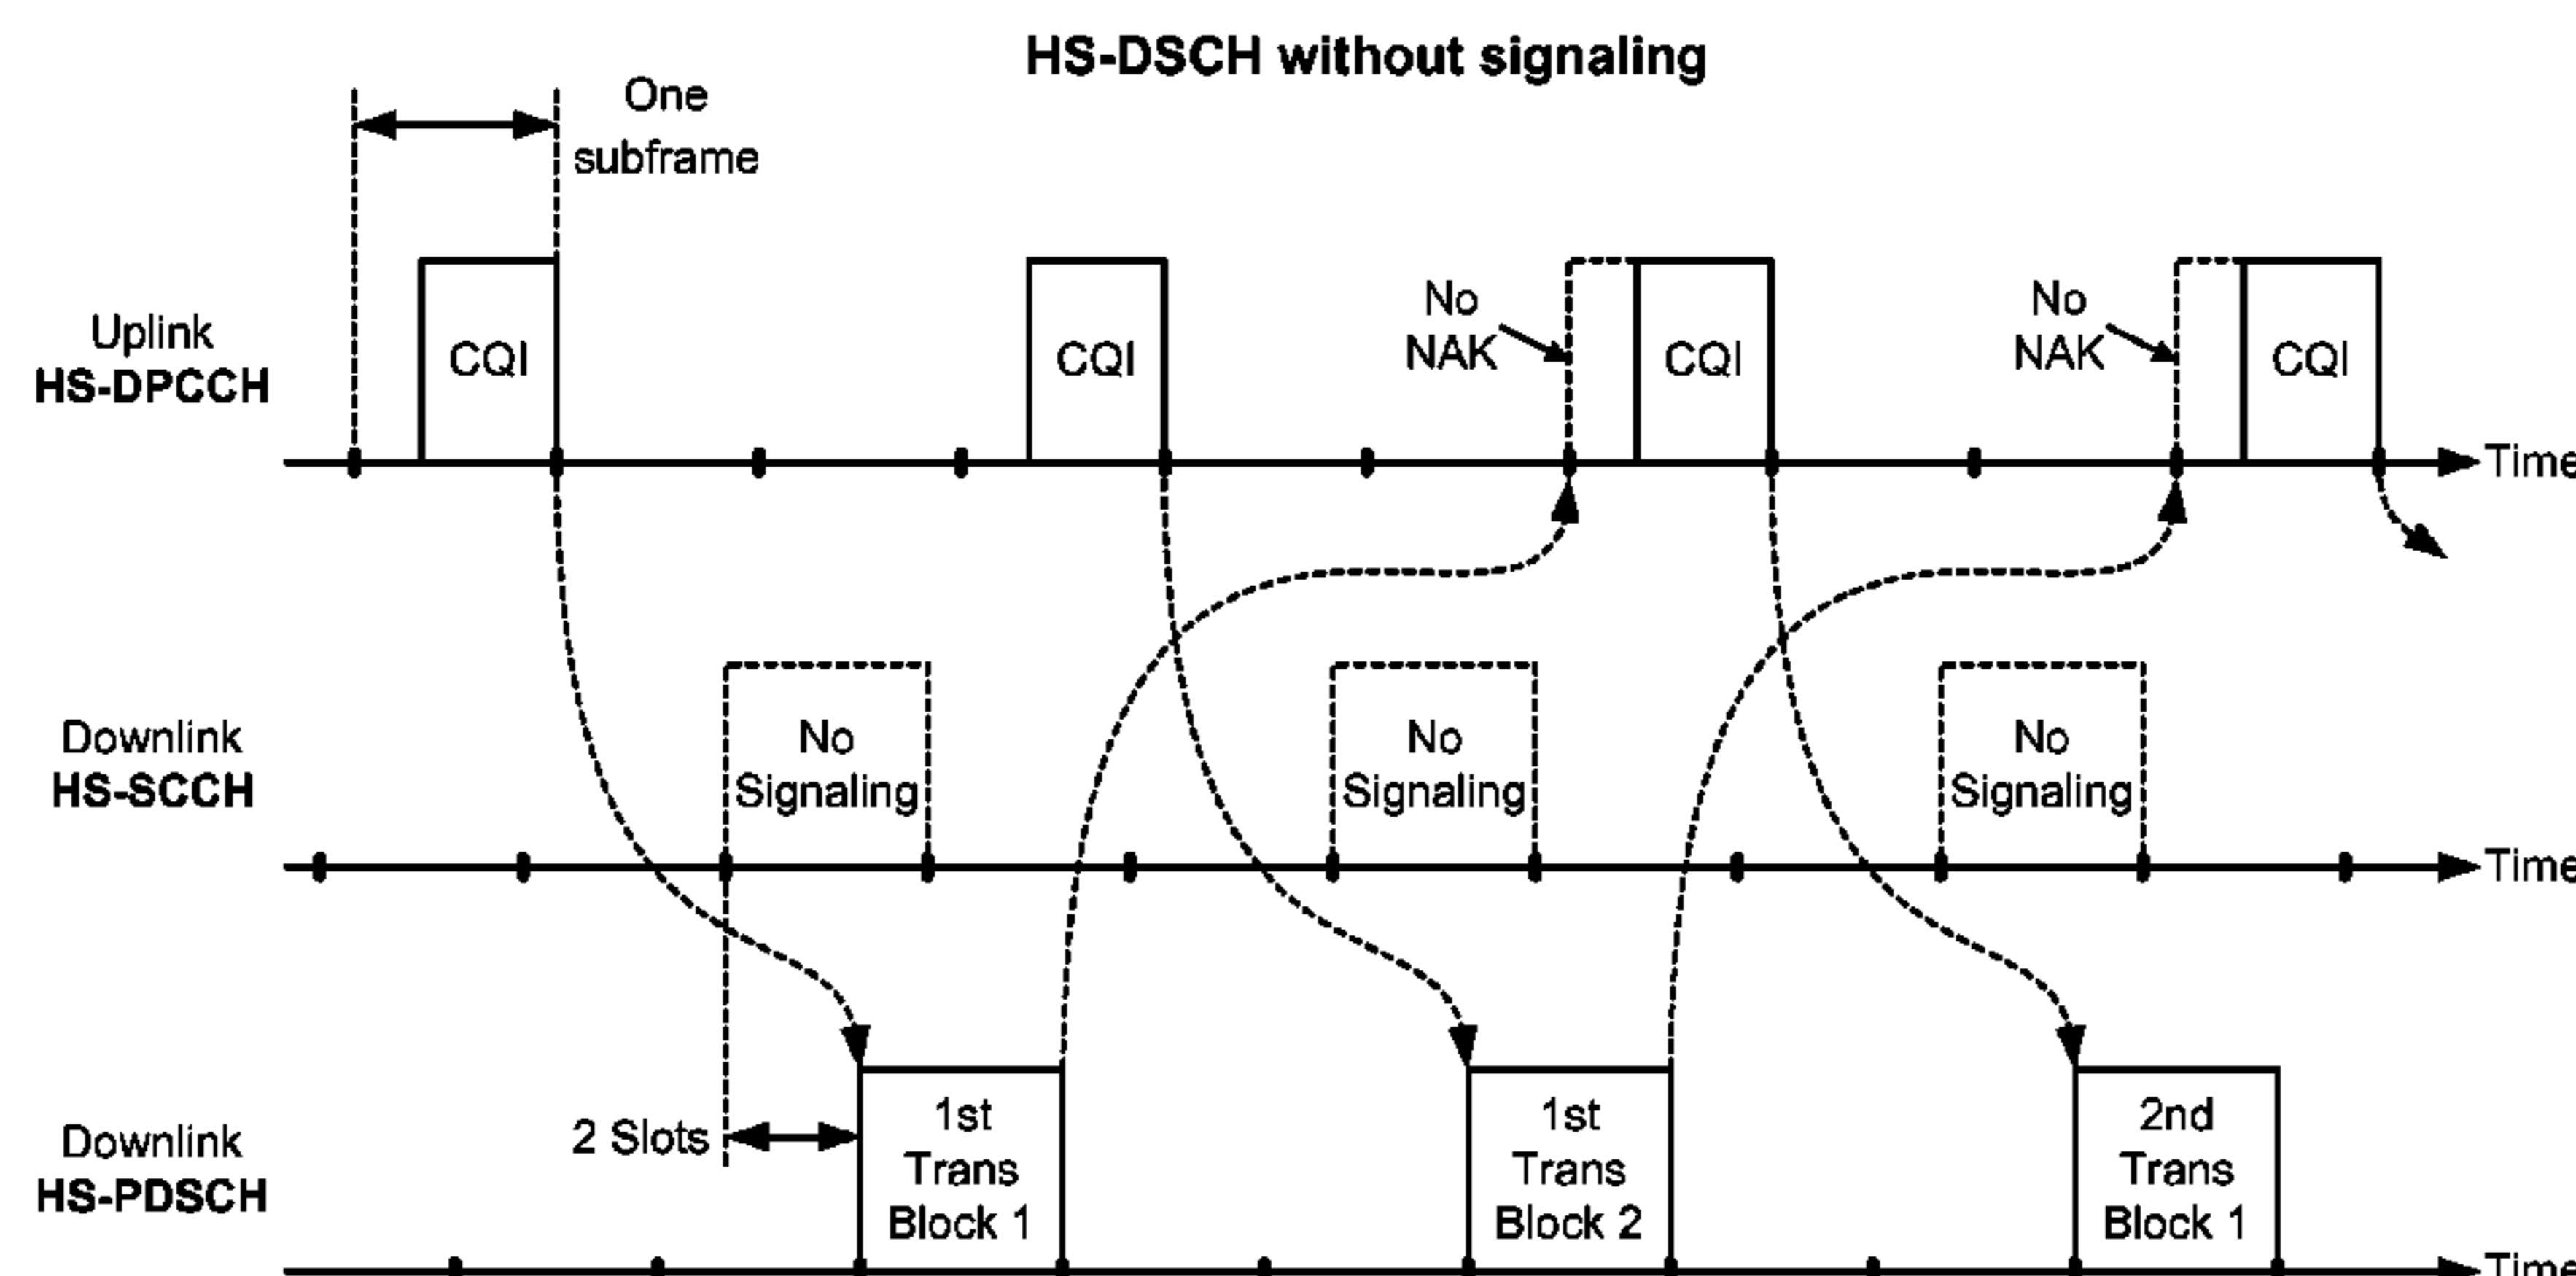 HS-DSCH without signaling
One
subframe
Uplink
HS-DPCCH
CQI
CQI
No
NAK
CQI
No
NAK
CQI
Time
Downlink
HS-SCCH
No
Signaling
No
Signaling
No
Signaling
Time
Downlink
HS-PDSCH
2 Slots
1st
Trans
Block 1
1st
Trans
Block 2
2nd
Trans
Block 1
Time